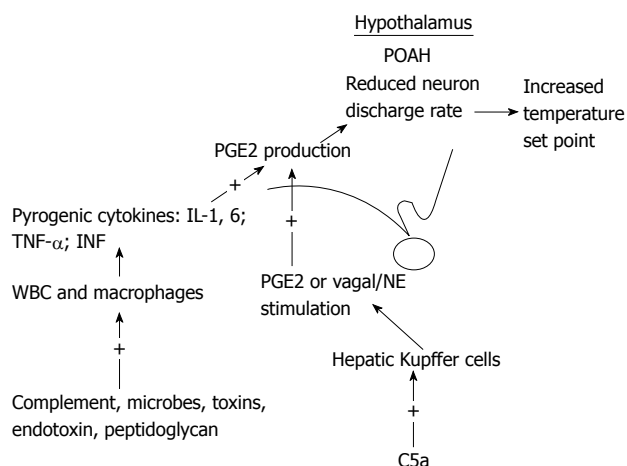 Hypothalamus
POAH
Reduced neuron
discharge rate
Increased
temperature
set point
PGE2 production
+
Pyrogenic cytokines: IL-1, 6;
TNF-α; INF
+
WBC and macrophages
PGE2 or vagal/NE
stimulation
+
Hepatic Kupffer cells
Complement, microbes, toxins,
endotoxin, peptidoglycan
+
C5a